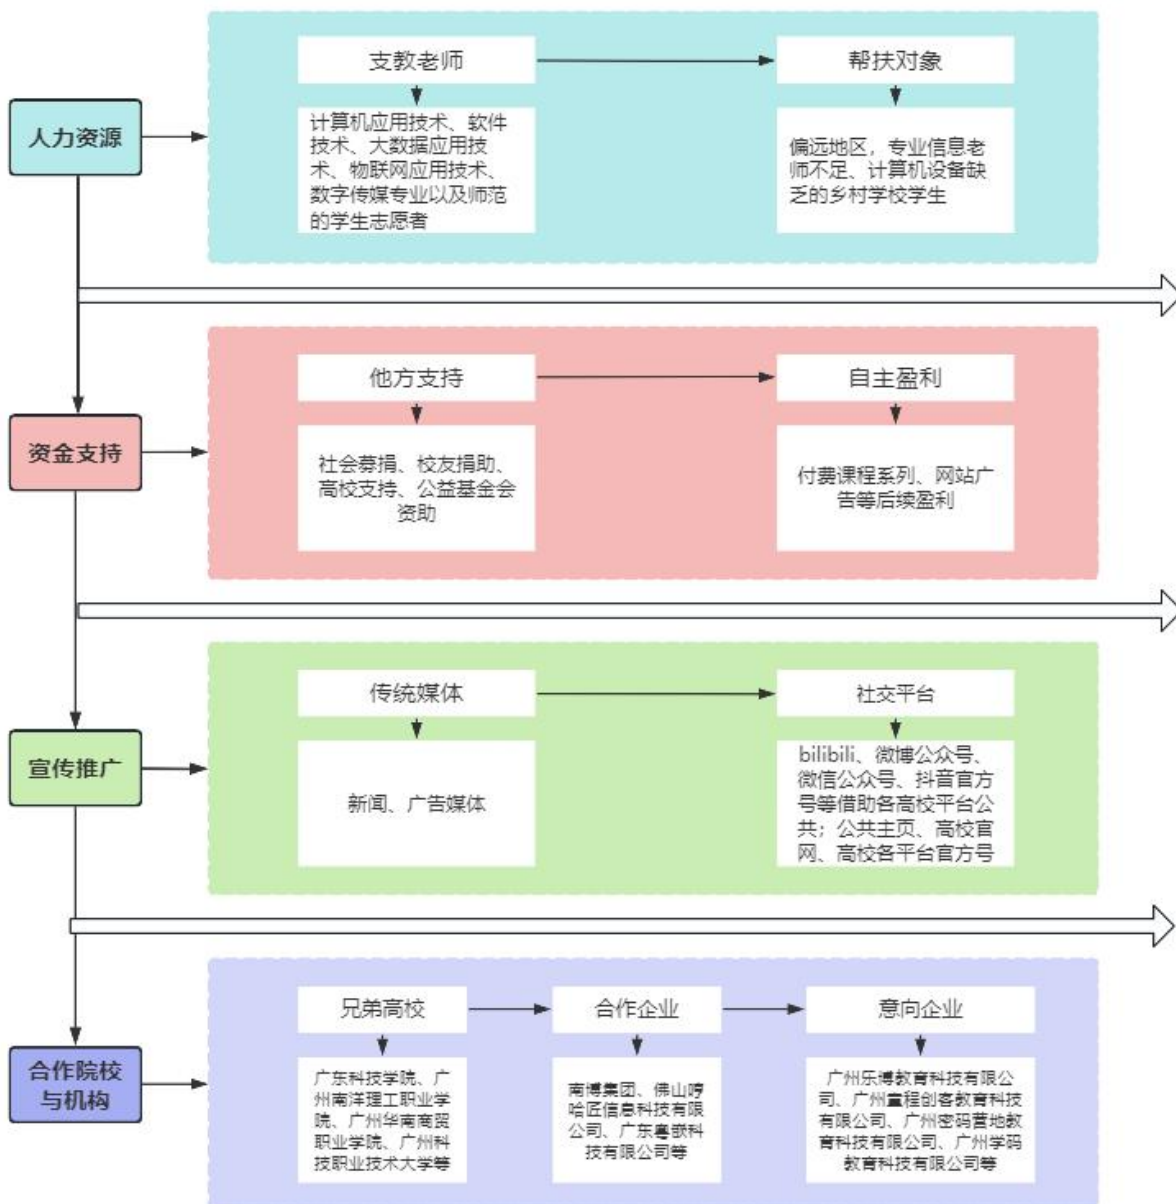 人力资源
支教老师
计算机应用技术、软件
技术、大数据应用技
术、物联网应用技术、
数字传媒专业以及师范
的学生志愿者
帮扶对象
偏远地区，专业信息老
师不足、计算机设备缺
乏的乡村学校学生
资金支持
他方支持
社会募捐、校友捐助、
高校支持、公益基金会
资助
自主盈利
付费课程系列、网站广
告等后续盈利
宣传推广
传统媒体
新闻、广告媒体
社交平台
bilibili、微博公众号、
微信公众号、抖音官方
号等借助各高校平台公
共；公共主页、高校官
网、高校各平台官方号
合作院校
与机构
兄弟高校
广东科技学院、广
州南洋理工职业学
院、广州华南商贸
职业学院、广州科
技职业技术大学等
合作企业
南博集团、佛山哼
哈匠信息科技有限
公司、广东粤嵌科
技有限公司等
意向企业
广州乐博教育科技有限公
司、广州童程创客教育科技
有限公司、广州密码营地教
育科技有限公司、广州学码
教育科技有限公司等